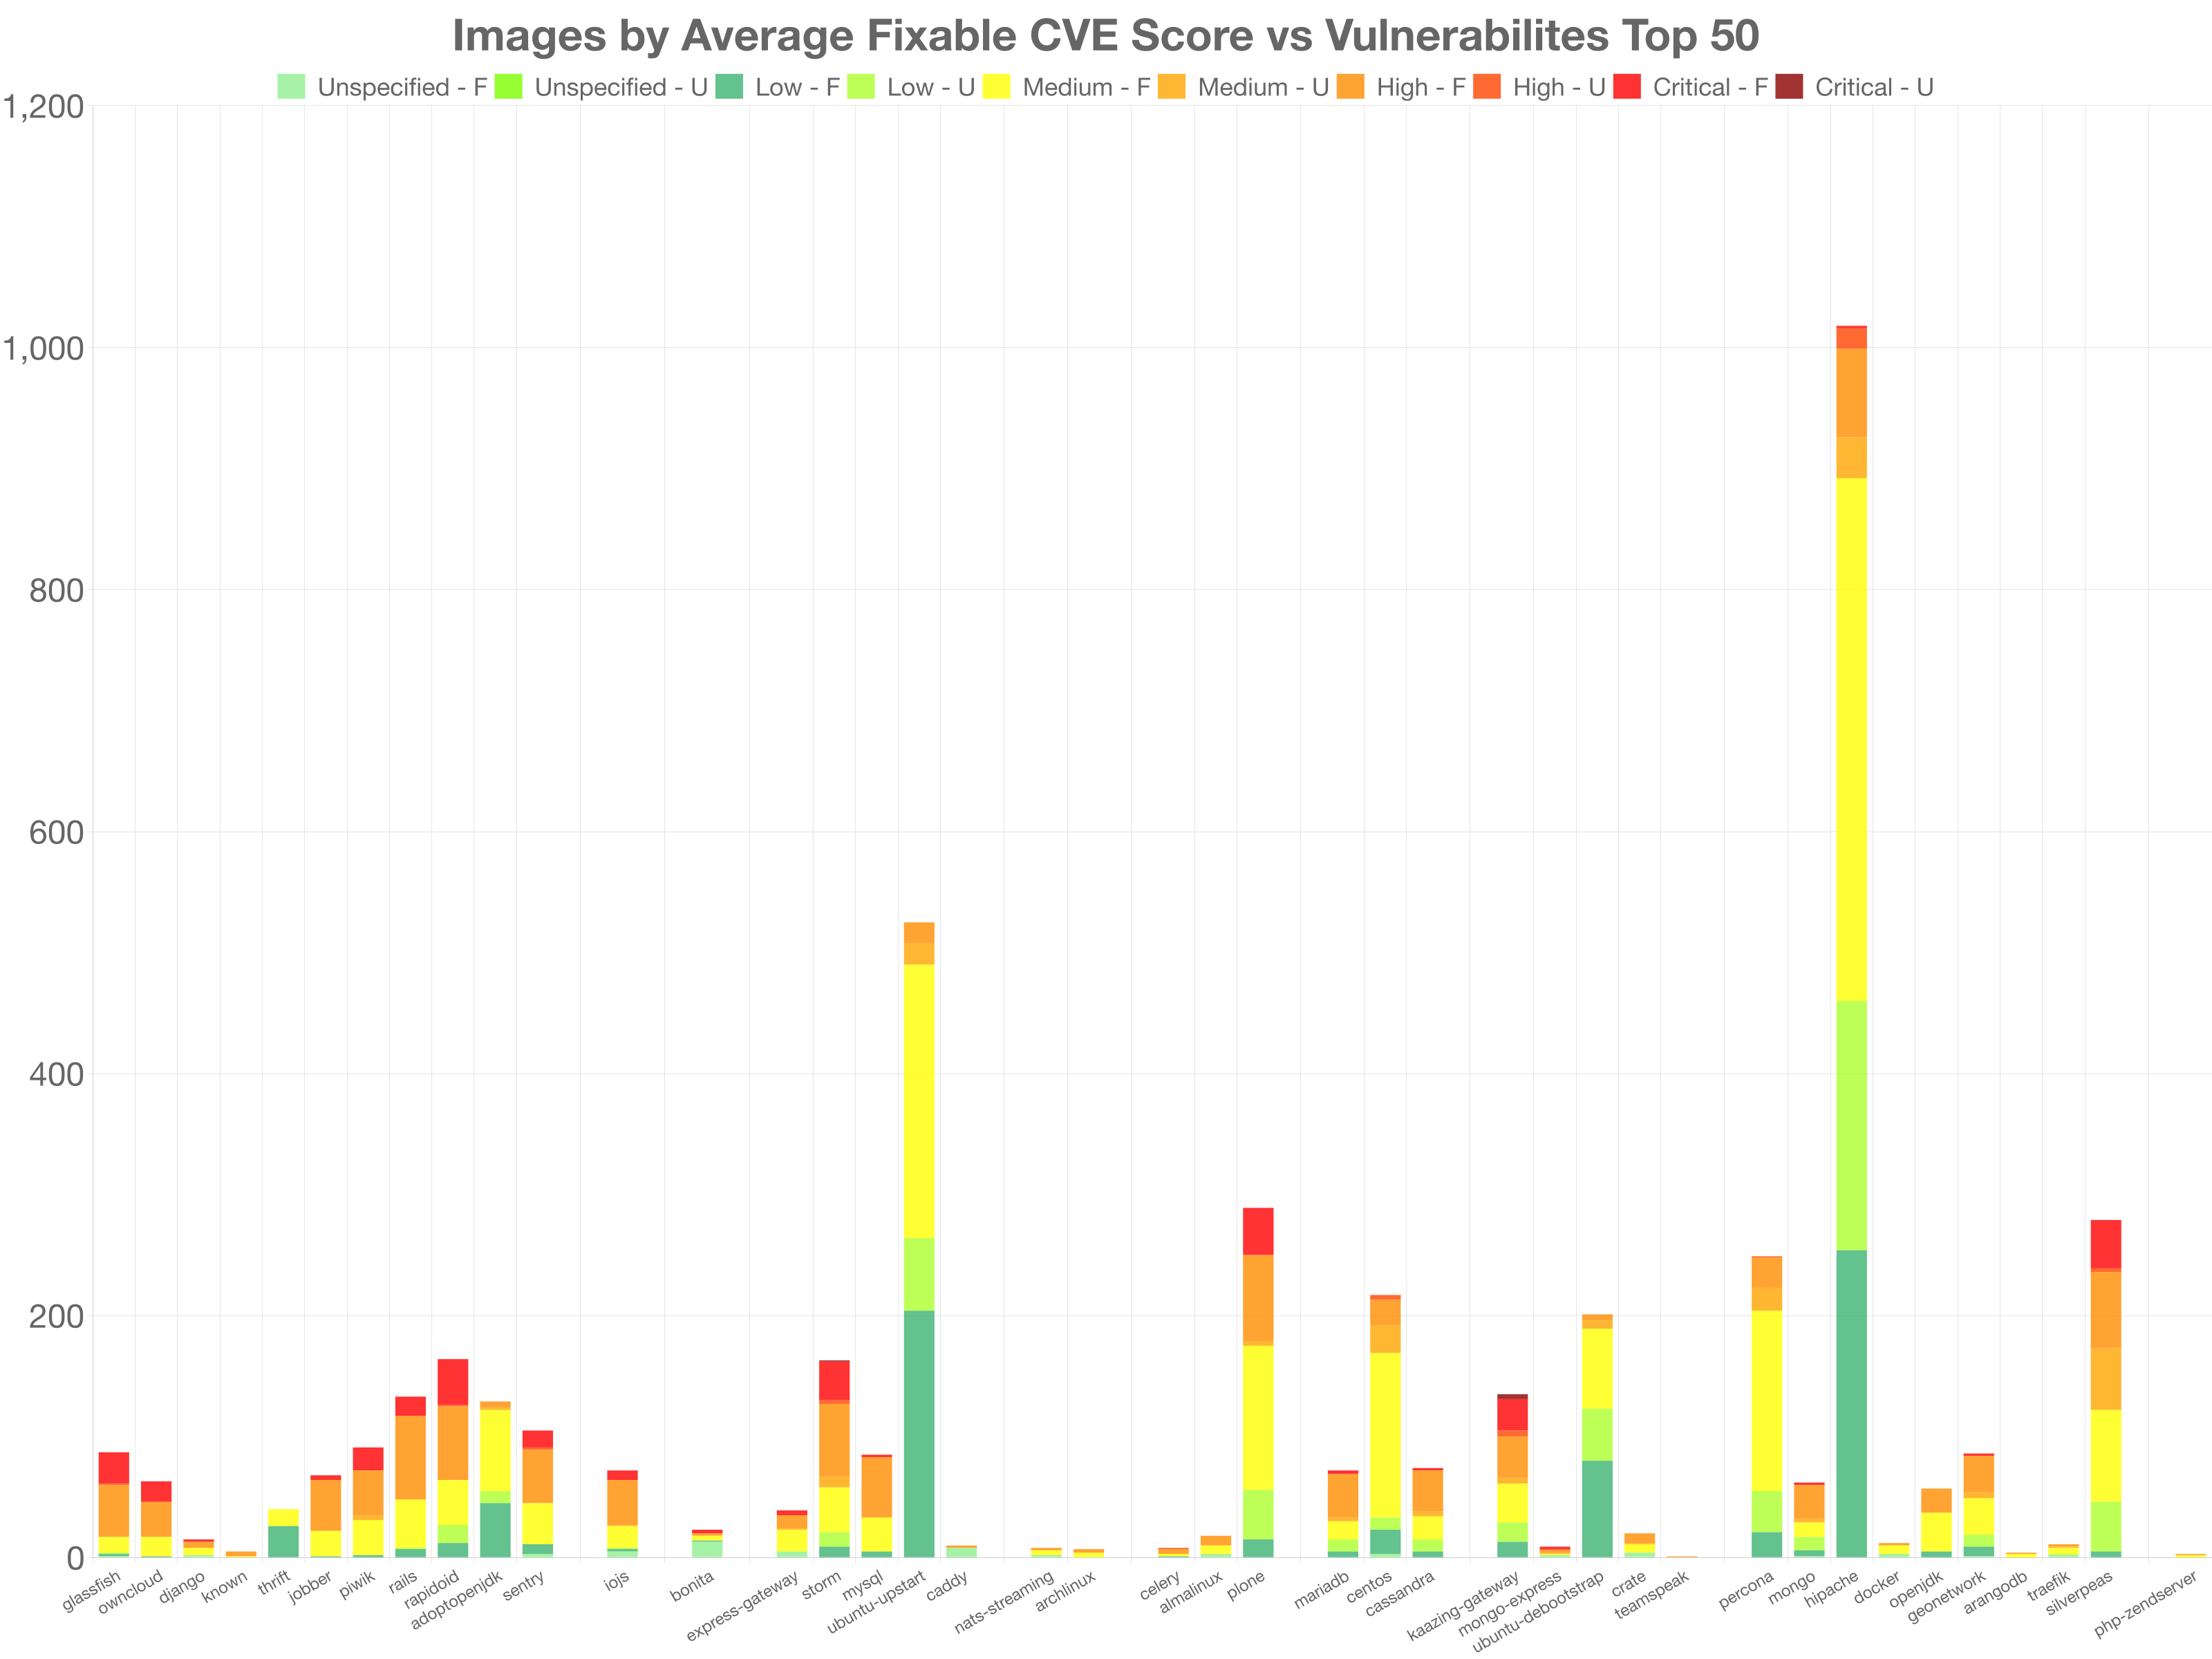 Images by Average Fixable CVE Score vs Vulnerabilites Top 50
Unspecified - F Unspecified - U Low - F Low - U Medium - F Medium - U High - F High - U Critical - F Critical - U
1,200
1,000
800
600
400
200
0
glassfish owncloud django known thrift jobber piwik rails rapidoid adoptopenjdk sentry iojs bonita express-gateway storm mysql ubuntu-upstart caddy nats-streaming archlinux celery almalinux plone mariadb centos cassandra kaazing-gateway mongo-express ubuntu-debootstrap crate teamspeak percona mongo hipache docker openjdk geonetwork arangodb traefik silverpeas php-zendserver